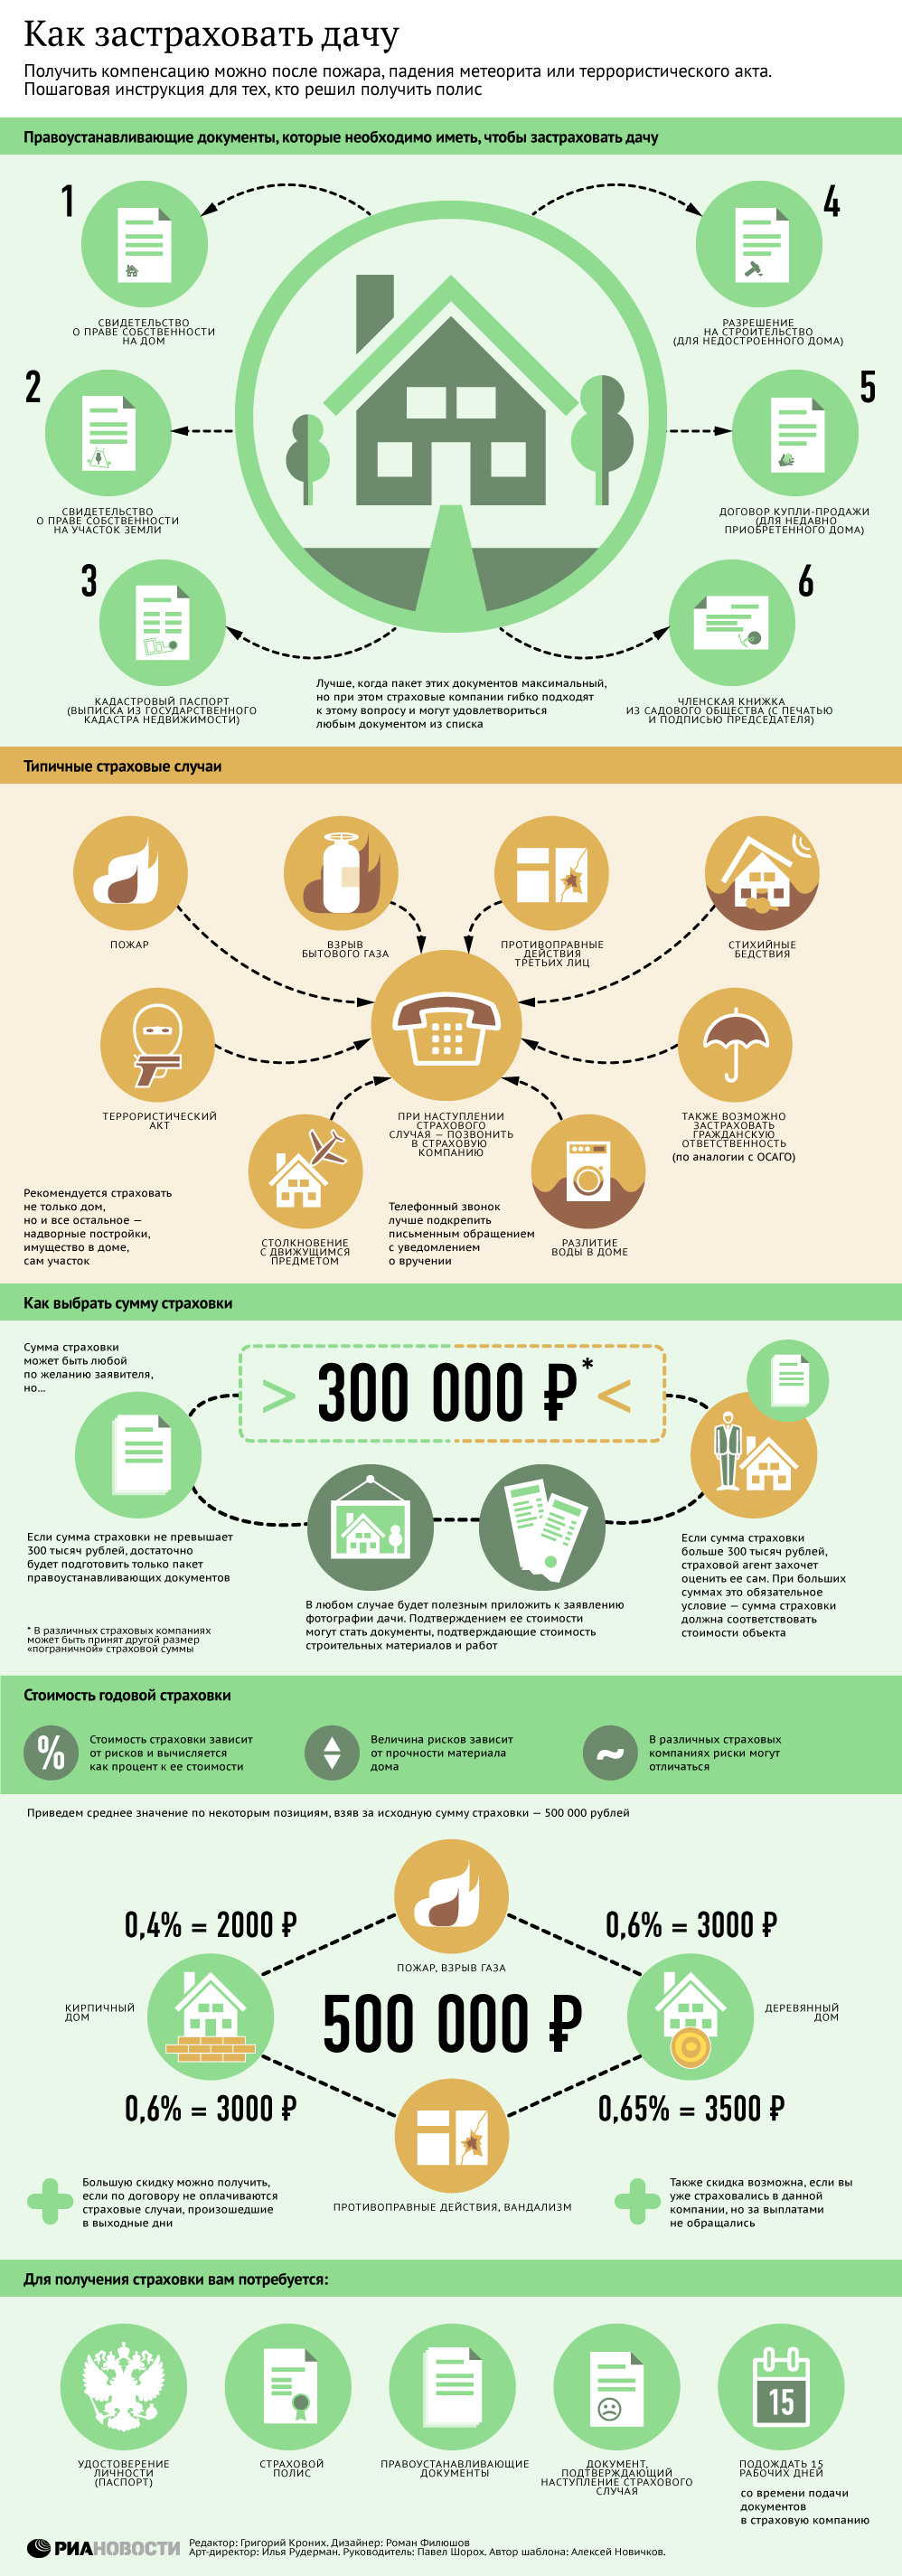 Как застраховать дачу
Получить компенсацию можно после пожара, падения метеорита или террористического акта.
Пошаговая инструкция для тех, кто решил получить полис
Правоустанавливающие документы, которые необходимо иметь, чтобы застраховать дачу
1
СВИДЕТЕЛЬСТВО
О ПРАВЕ СОБСТВЕННОСТИ
НА ДОМ
2
СВИДЕТЕЛЬСТВО
О ПРАВЕ СОБСТВЕННОСТИ
НА УЧАСТОК ЗЕМЛИ
3
КАДАСТРОВЫЙ ПАСПОРТ
(ВЫПИСКА ИЗ ГОСУДАРСТВЕННОГО
КАДАСТРА НЕДВИЖИМОСТИ)
4
РАЗРЕШЕНИЕ
НА СТРОИТЕЛЬСТВО
(ДЛЯ НЕДОСТРОЕННОГО ДОМА)
5
ДОГОВОР КУПЛИ-ПРОДАЖИ
(ДЛЯ НЕДАВНО
ПРИОБРЕТЕННОГО ДОМА)
6
ЧЛЕНСКАЯ КНИЖКА
ИЗ САДОВОГО ОБЩЕСТВА (С ПЕЧАТЬЮ
И ПОДПИСЬЮ ПРЕДСЕДАТЕЛЯ)
Лучше, когда пакет этих документов максимальный,
но при этом страховые компании гибко подходят
к этому вопросу и могут удовлетвориться
любым документом из списка
Типичные страховые случаи
ПОЖАР
ВЗРЫВ
БЫТОВОГО ГАЗА
ПРОТИВОПРАВНЫЕ
ДЕЙСТВИЯ
ТРЕТЬИХ ЛИЦ
СТИХИЙНЫЕ
БЕДСТВИЯ
ТЕРРОРИСТИЧЕСКИЙ
АКТ
ПРИ НАСТУПЛЕНИИ
СТРАХОВОГО
СЛУЧАЯ — ПОЗВОНИТЬ
В СТРАХОВУЮ
КОМПАНИЮ
ТАКЖЕ ВОЗМОЖНО
ЗАСТРАХОВАТЬ
ГРАЖДАНСКУЮ
ОТВЕТСТВЕННОСТЬ
(по аналогии с ОСАГО)
Рекомендуется страховать
не только дом,
но и все остальное —
надворные постройки,
имущество в доме,
сам участок
СТОЛКНОВЕНИЕ
С ДВИЖУЩИМСЯ
ПРЕДМЕТОМ
Телефонный звонок
лучше подкрепить
письменным обращением
с уведомлением
о вручении
РАЗЛИТИЕ
ВОДЫ В ДОМЕ
Как выбрать сумму страховки
Сумма страховки
может быть любой
по желанию заявителя,
но...
> 300 000 ₽* <
Если сумма страховки не превышает
300 тысяч рублей, достаточно
будет подготовить только пакет
правоустанавливающих документов
* В различных страховых компаниях
может быть принят другой размер
«пограничной» страховой суммы
В любом случае будет полезным приложить к заявлению
фотографии дачи. Подтверждением ее стоимости
могут стать документы, подтверждающие стоимость
строительных материалов и работ
Если сумма страховки
больше 300 тысяч рублей,
страховой агент захочет
оценить ее сам. При больших
суммах это обязательное
условие — сумма страховки
должна соответствовать
стоимости объекта
Стоимость годовой страховки
%
Стоимость страховки зависит
от рисков и вычисляется
как процент к ее стоимости
Величина рисков зависит
от прочности материала
дома
~
В различных страховых
компаниях риски могут
отличаться
Приведем среднее значение по некоторым позициям, взяв за исходную сумму страховки — 500 000 рублей
0,4% = 2000 ₽
0,6% = 3000 ₽
ПОЖАР, ВЗРЫВ ГАЗА
КИРПИЧНЫЙ
ДОМ
500 000 ₽
ДЕРЕВЯННЫЙ
ДОМ
0,6% = 3000 ₽
0,65% = 3500 ₽
ПРОТИВОПРАВНЫЕ ДЕЙСТВИЯ, ВАНДАЛИЗМ
Большую скидку можно получить,
если по договору не оплачиваются
страховые случаи, произошедшие
в выходные дни
Также скидка возможна, если вы
уже страховались в данной
компании, но за выплатами
не обращались
Для получения страховки вам потребуется:
УДОСТОВЕРЕНИЕ
ЛИЧНОСТИ
(ПАСПОРТ)
СТРАХОВОЙ
ПОЛИС
ПРАВОУСТАНАВЛИВАЮЩИЕ
ДОКУМЕНТЫ
ДОКУМЕНТ,
ПОДТВЕРЖДАЮЩИЙ
НАСТУПЛЕНИЕ СТРАХОВОГО
СЛУЧАЯ
15
ПОДОЖДАТЬ 15
РАБОЧИХ ДНЕЙ
со времени подачи
документов
в страховую компанию
РИАНОВОСТИ
Редактор: Григорий Кроних. Дизайнер: Роман Филюшов
Арт-директор: Илья Рудерман. Руководитель: Павел Шорох. Автор шаблона: Алексей Новичков.